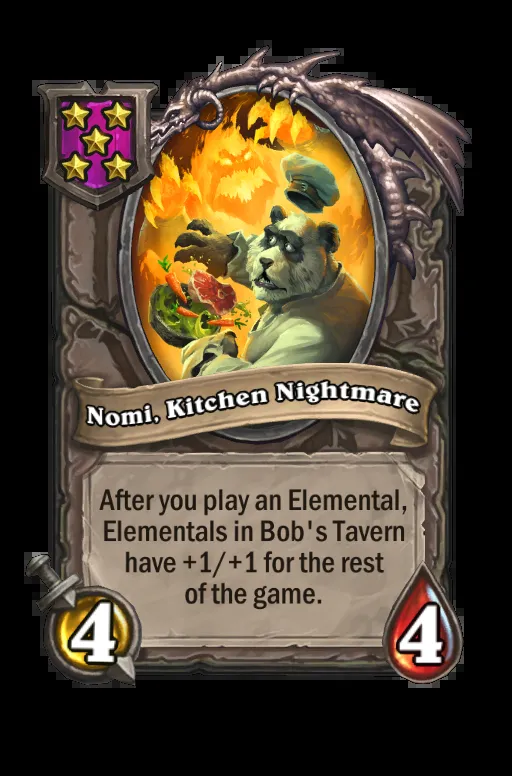 Nomi, Kitchen Nightmare
After you play an Elemental,
Elementals in Bob's Tavern
have +1/+1 for the rest
of the game.
4
4